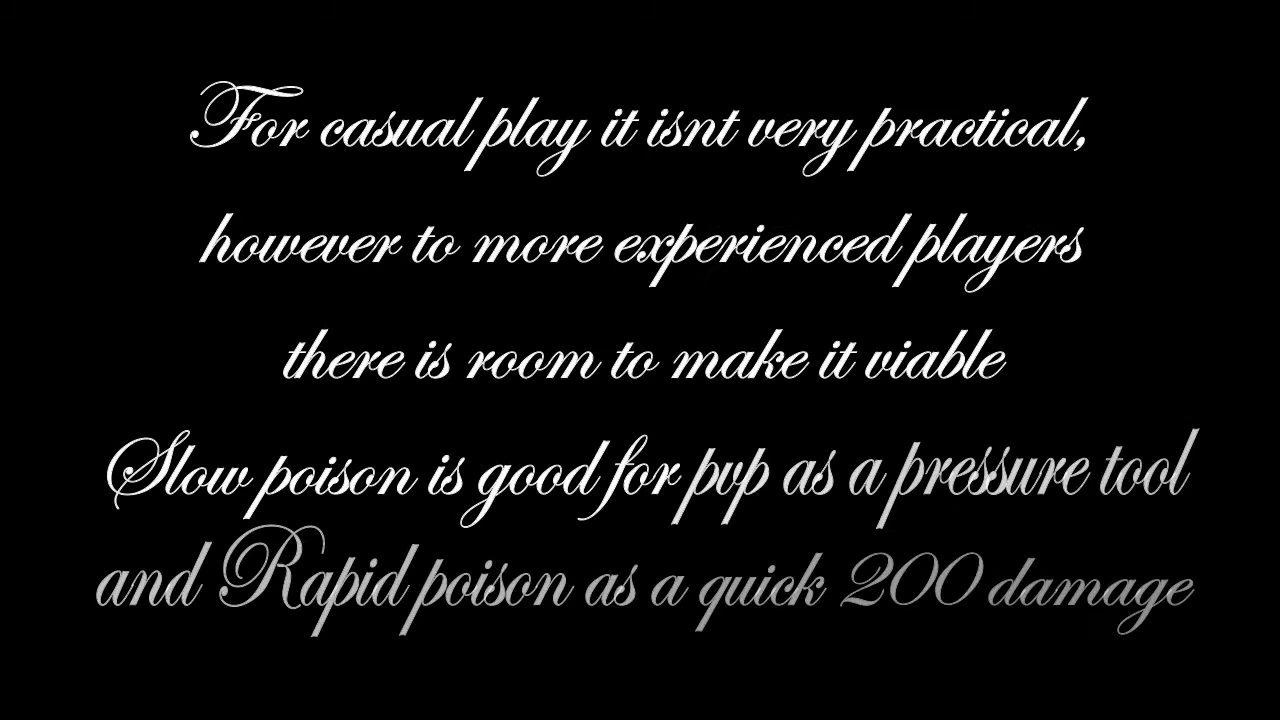 For casual play it isnt very practical,
however to more experienced players
there is room to make it viable
Slow poison is good for pvp as a pressure tool
and Rapid poison as a quick 200 damage